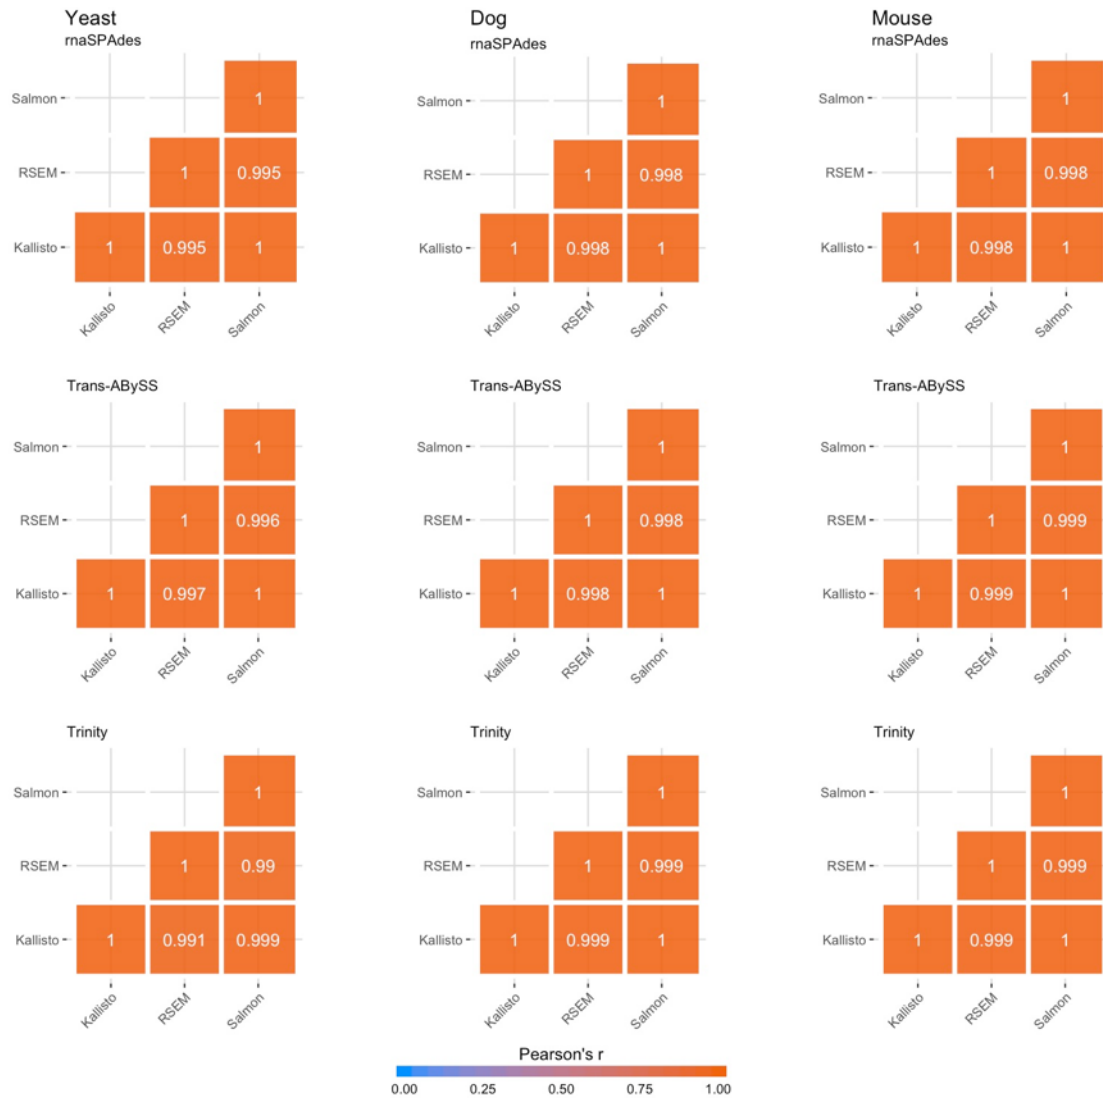 Yeast Dog Mouse
rnaSPAdes rnaSPAdes rnaSPAdes
Salmon 1 Salmon 1 Salmon 1
RSEM 1 0.995 RSEM 1 0.998 RSEM 1 0.998
Kallisto 1 0.995 1 Kallisto 1 0.998 1 Kallisto 1 0.998 1
Kallisto RSEM Salmon Kallisto RSEM Salmon Kallisto RSEM Salmon
Trans-ABySS Trans-ABySS Trans-ABySS
Salmon 1 Salmon 1 Salmon 1
RSEM 1 0.996 RSEM 1 0.998 RSEM 1 0.999
Kallisto 1 0.997 1 Kallisto 1 0.998 1 Kallisto 1 0.999 1
Kallisto RSEM Salmon Kallisto RSEM Salmon Kallisto RSEM Salmon
Trinity Trinity Trinity
Salmon 1 Salmon 1 Salmon 1
RSEM 1 0.99 RSEM 1 0.999 RSEM 1 0.999
Kallisto 1 0.991 0.999 Kallisto 1 0.999 1 Kallisto 1 0.999 1
Kallisto RSEM Salmon Kallisto RSEM Salmon Kallisto RSEM Salmon
Pearson's r
0.00 0.25 0.50 0.75 1.00